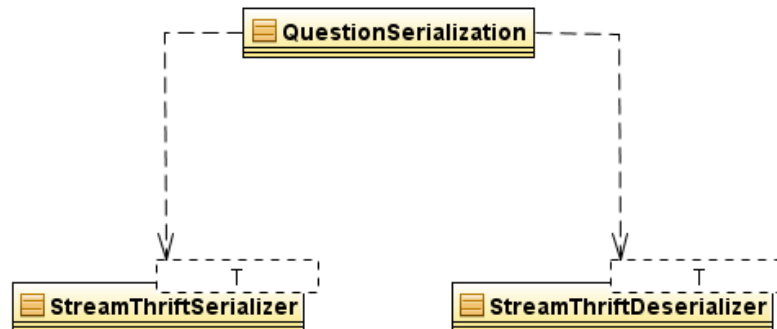 QuestionSerialization
T
T
StreamThriftSerializer
StreamThriftDeserializer